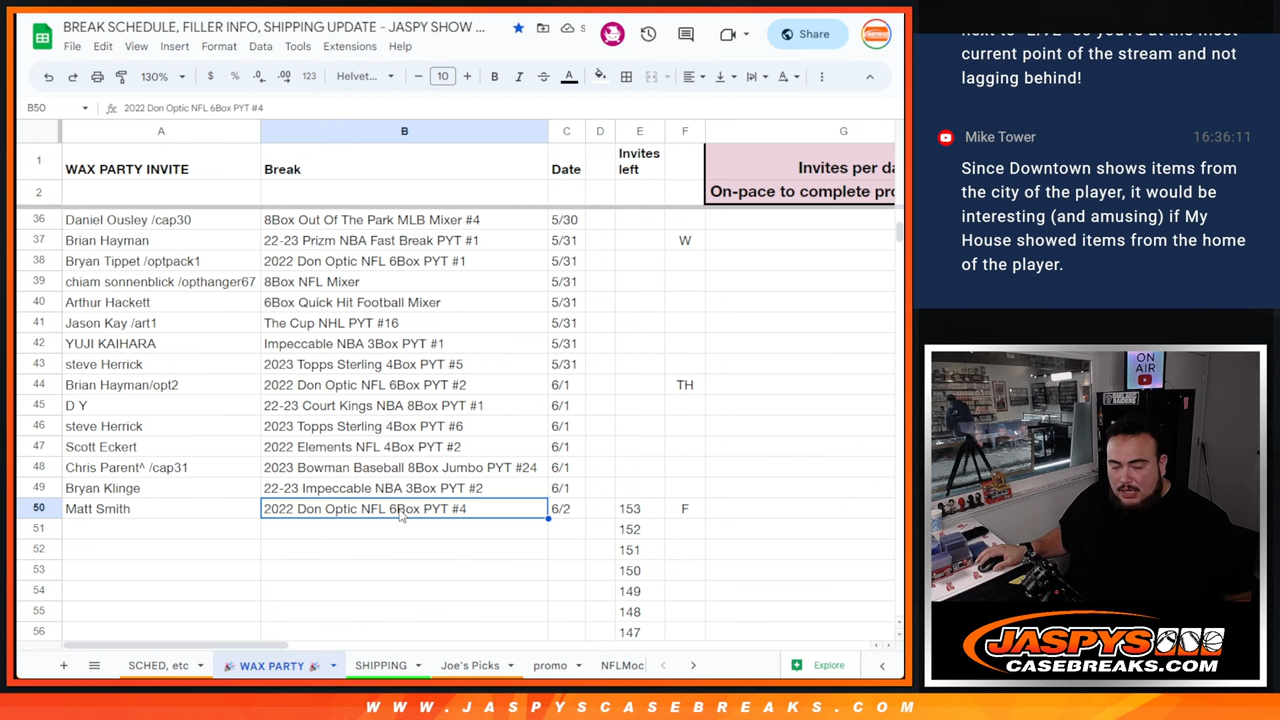 BREAK SCHEDULE, FILLER INFO, SHIPPING UPDATE - JASPY SHOW ...
File Edit View Insert Format Data Tools Extensions Help
Share
130% $ % .0 .00 123 Helvet... 10 B I A
B50 fx 2022 Don Optic NFL 6Box PYT #4
A B C D E F G
1 WAX PARTY INVITE Break Date Invites left Invites per da
2 On-pace to complete pro
36 Daniel Ousley /cap30 8Box Out Of The Park MLB Mixer #4 5/30
37 Brian Hayman 22-23 Prizm NBA Fast Break PYT #1 5/31 W
38 Bryan Tippet /optpack1 2022 Don Optic NFL 6Box PYT #1 5/31
39 chiam sonnenblick /opthanger67 8Box NFL Mixer 5/31
40 Arthur Hackett 6Box Quick Hit Football Mixer 5/31
41 Jason Kay /art1 The Cup NHL PYT #16 5/31
42 YUJI KAIHARA Impeccable NBA 3Box PYT #1 5/31
43 steve Herrick 2023 Topps Sterling 4Box PYT #5 5/31
44 Brian Hayman/opt2 2022 Don Optic NFL 6Box PYT #2 6/1 TH
45 D Y 22-23 Court Kings NBA 8Box PYT #1 6/1
46 steve Herrick 2023 Topps Sterling 4Box PYT #6 6/1
47 Scott Eckert 2022 Elements NFL 4Box PYT #2 6/1
48 Chris Parent^ /cap31 2023 Bowman Baseball 8Box Jumbo PYT #24 6/1
49 Bryan Klinge 22-23 Impeccable NBA 3Box PYT #2 6/1
50 Matt Smith 2022 Don Optic NFL 6Box PYT #4 6/2 153 F
51 152
52 151
53 150
54 149
55 148
56 147
SCHED, etc WAX PARTY SHIPPING Joe's Picks promo NFLMoc Explore
next to "LIVE" so you're at the most
current point of the stream and not
lagging behind!
Mike Tower 16:36:11
Since Downtown shows items from
the city of the player, it would be
interesting (and amusing) if My
House showed items from the home
of the player.
ON
AIR
JASPYS
CASEBREAKS.COM
WWW.JASPYSCASEBREAKS.COM